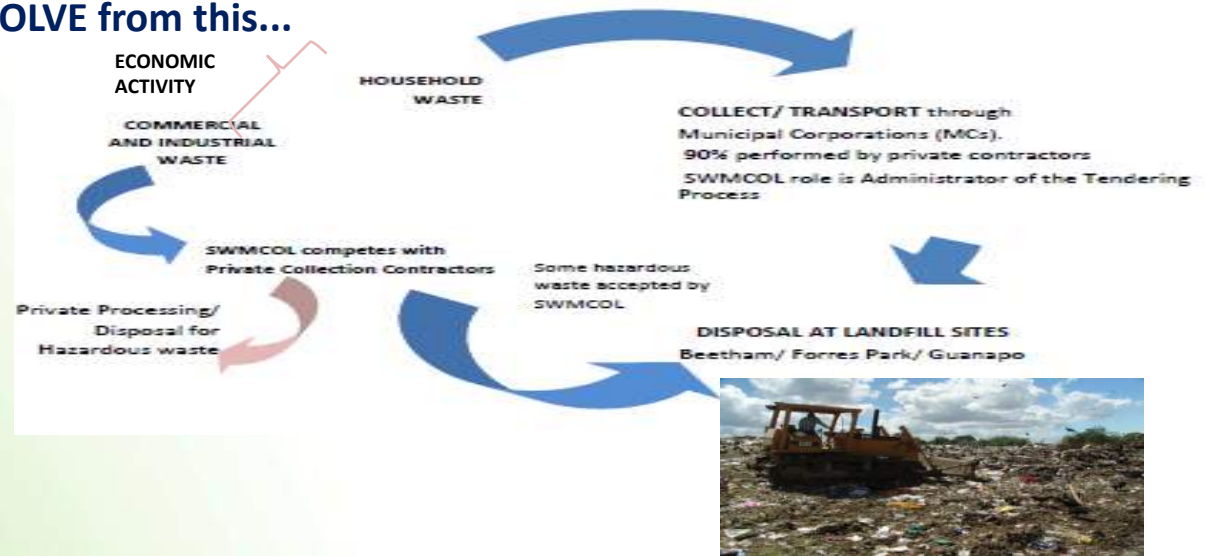 OLVE from this...
ECONOMIC
ACTIVITY
HOUSEHOLD
WASTE
COMMERCIAL
AND INDUSTRIAL
WASTE
COLLECT/ TRANSPORT through
Municipal Corporations (MCs).
90% performed by private contractors
SWMCOL role is Administrator of the Tendering
Process
SWMCOL competes with
Private Collection Contractors
Some hazardous
waste accepted by
SWMCOL
Private Processing/
Disposal for
Hazardous waste
DISPOSAL AT LANDFILL SITES
Beetham/ Forres Park/ Guanapo